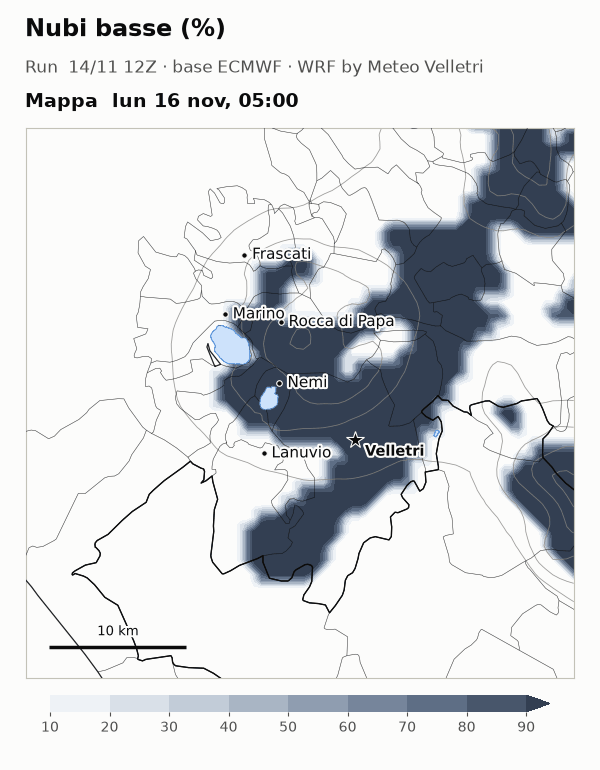 Nubi basse (%)
Run  14/11 12Z · base ECMWF · WRF by Meteo Velletri
Mappa  lun 16 nov, 05:00
Frascati
Marino
Rocca di Papa
Nemi
Velletri
Lanuvio
10 km
10 20 30 40 50 60 70 80 90